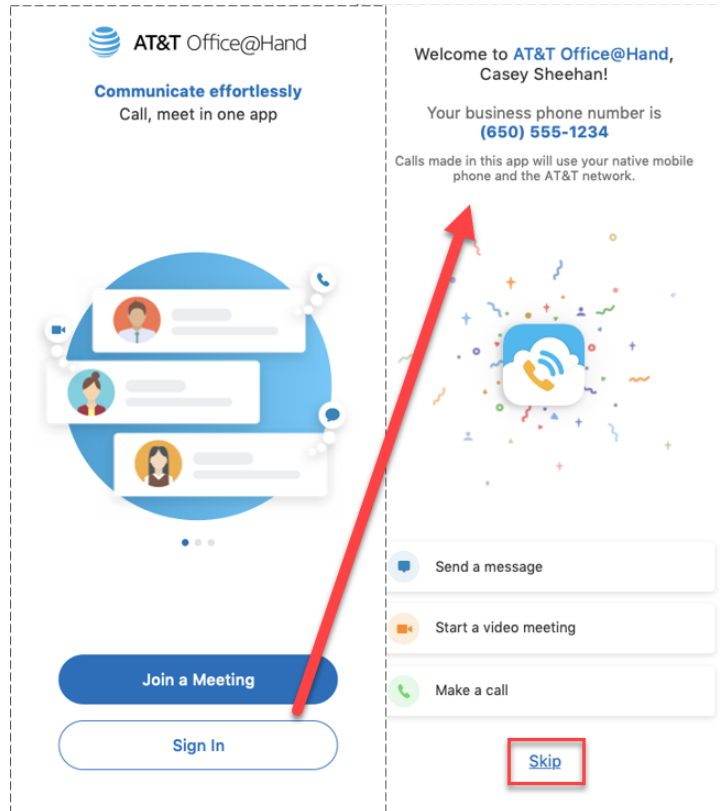 AT&T Office@Hand
Communicate effortlessly
Call, meet in one app
Join a Meeting
Sign In
Welcome to AT&T Office@Hand,
Casey Sheehan!
Your business phone number is
(650) 555-1234
Calls made in this app will use your native mobile
phone and the AT&T network.
Send a message
Start a video meeting
Make a call
Skip